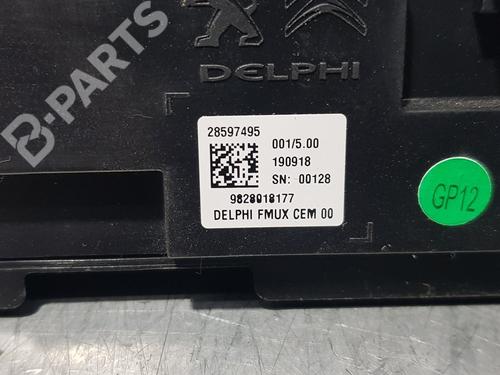 B-PARTS
DELPHI
28597495
001/5.00
190918
SN: 00128
9828018177
DELPHI FMUX CEM 00
GP12